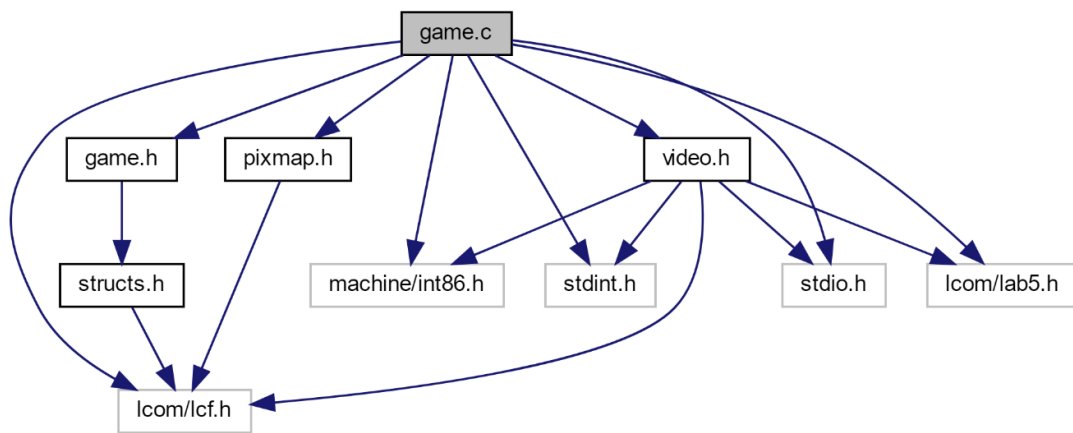 game.c
game.h
pixmap.h
video.h
structs.h
machine/int86.h
stdint.h
stdio.h
lcom/lab5.h
lcom/lcf.h